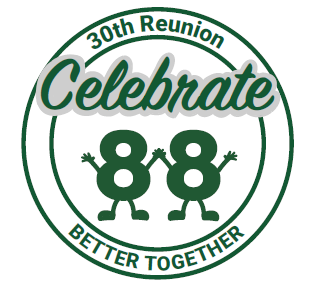 30th Reunion
Celebrate
88
BETTER TOGETHER